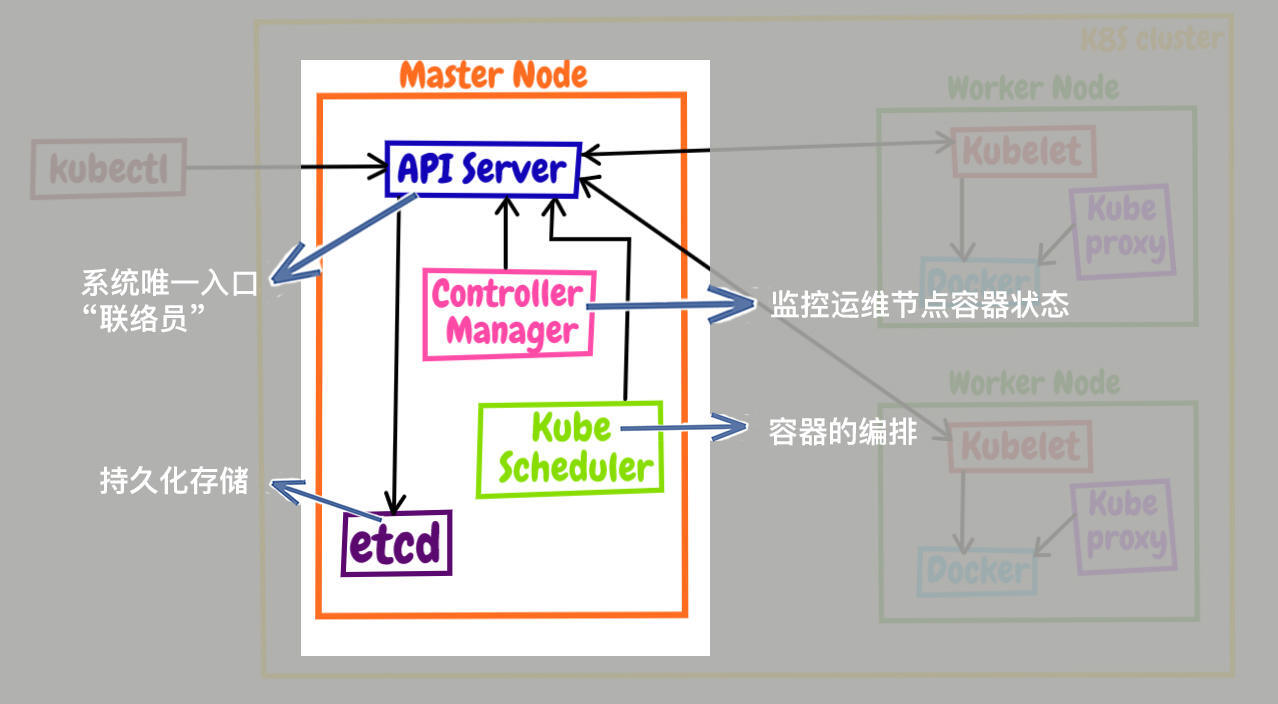 K8S cluster
Master Node
Worker Node
kubectl
API Server
Kubelet
Kube
proxy
Docker
系统唯一入口
“联络员”
Controller
Manager
监控运维节点容器状态
Worker Node
Kube
Scheduler
容器的编排
Kubelet
持久化存储
etcd
Kube
proxy
Docker